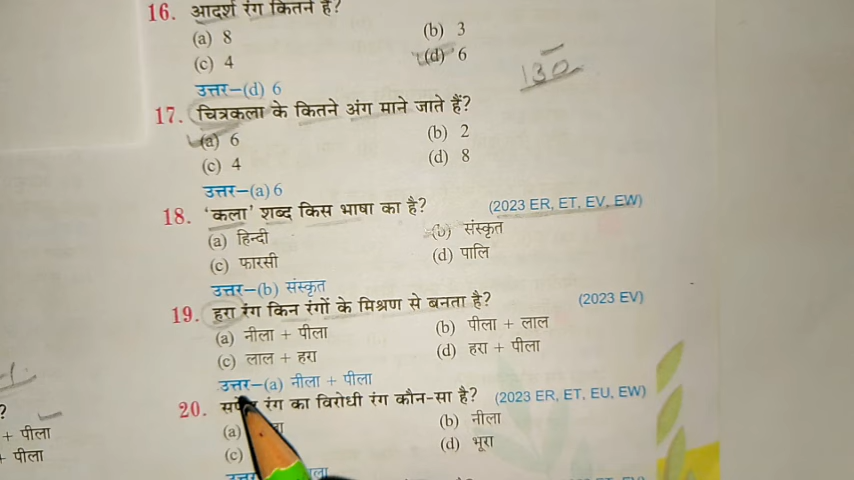 16. आदर्श रंग कितने हैं?
(a) 8 (b) 3
(c) 4 (d) 6
उत्तर–(d) 6
130
17. चित्रकला के कितने अंग माने जाते हैं?
(a) 6 (b) 2
(c) 4 (d) 8
उत्तर–(a) 6
18. 'कला' शब्द किस भाषा का है? (2023 ER, ET, EV, EW)
(a) हिन्दी (b) संस्कृत
(c) फारसी (d) पालि
उत्तर–(b) संस्कृत
19. हरा रंग किन रंगों के मिश्रण से बनता है? (2023 EV)
(a) नीला + पीला (b) पीला + लाल
(c) लाल + हरा (d) हरा + पीला
उत्तर–(a) नीला + पीला
20. रंग का विरोधी रंग कौन-सा है? (2023 ER, ET, EU, EW)
(a) (b) नीला
(c) (d) भूरा
?
+ पीला
+ पीला